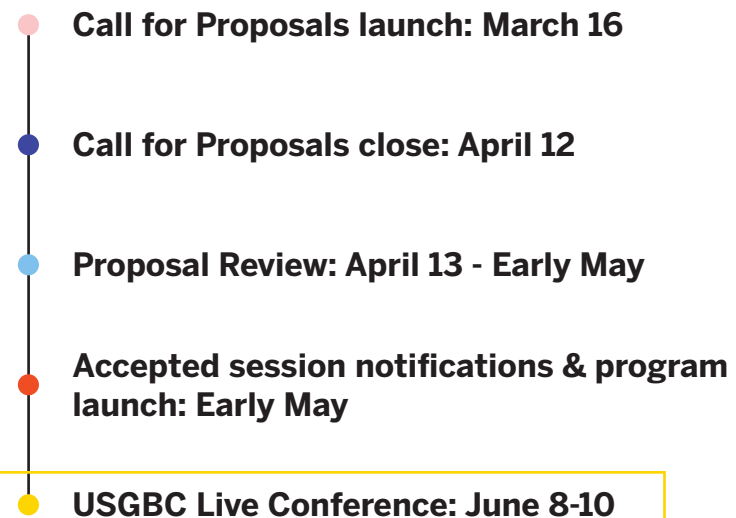 Call for Proposals launch: March 16
Call for Proposals close: April 12
Proposal Review: April 13 - Early May
Accepted session notifications & program
launch: Early May
USGBC Live Conference: June 8-10